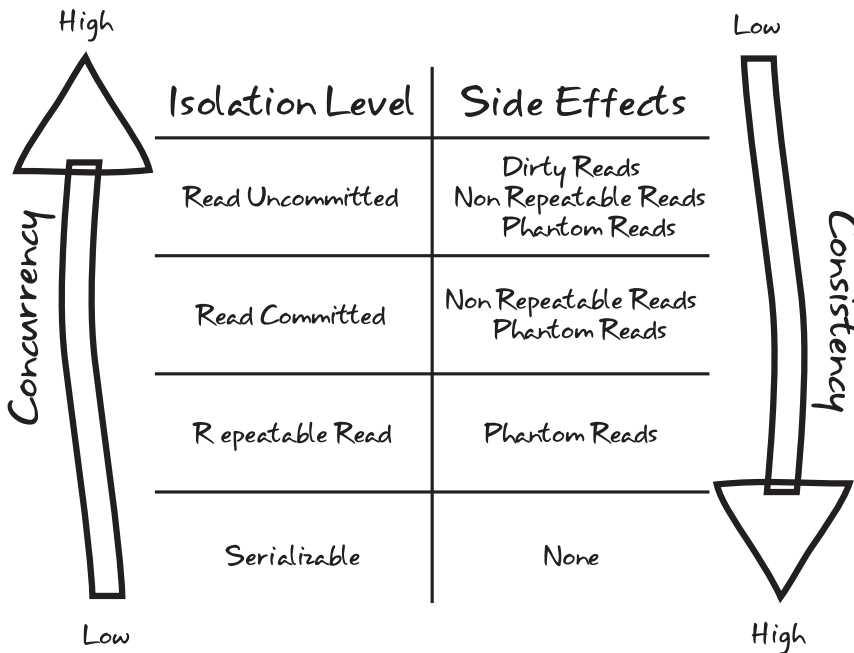 High
Low
Isolation Level
Side Effects
Read Uncommitted
Dirty Reads
Non Repeatable Reads
Phantom Reads
Read Committed
Non Repeatable Reads
Phantom Reads
R epeatable Read
Phantom Reads
Serializable
None
Concurrency
Consistency
Low
High